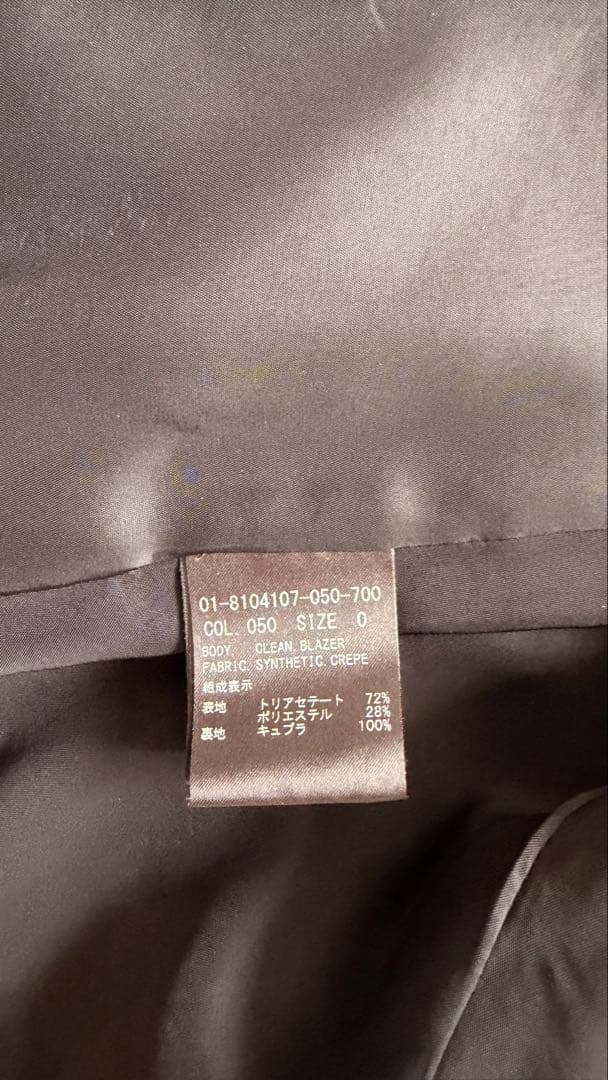 01-8104107-050-700
COL. 050 SIZE 0
BODY. CLEAN.BLAZER
FABRIC. SYNTHETIC.CREPE
組成表示
表地 トリアセテート 72%
ポリエステル 28%
裏地 キュプラ 100%